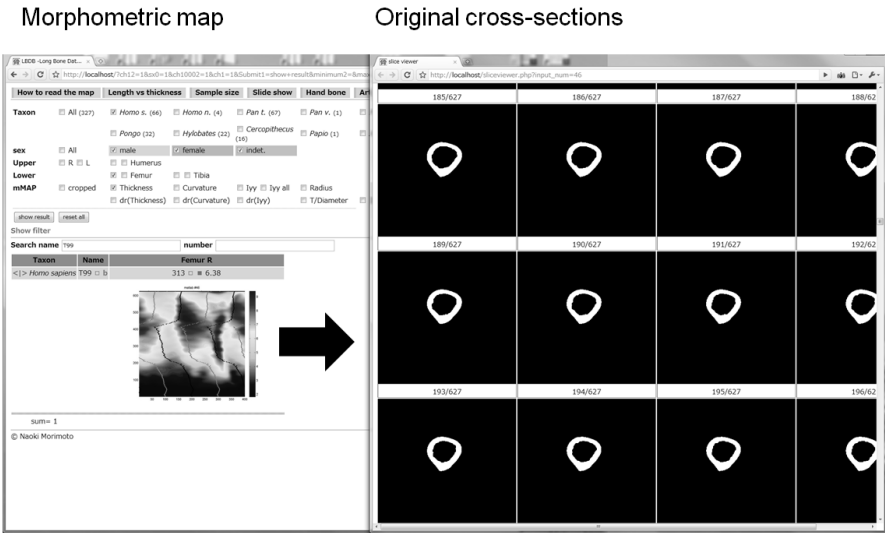 Morphometric map
Original cross-sections
LBDB -Long Bone Dat...
http://localhost/?ch12=1&sx0=1&ch10002=1&ch1=1&Submit1=show+result&minimum2=&max
How to read the map Length vs thickness Sample size Slide show Hand bone Art
Taxon All (327) Homo s. (66) Homo n. (4) Pan t. (67) Pan v. (1)
Pongo (22) Hylobates (22) Cercopithecus (16) Papio (1)
sex All male female indet.
Upper R L Humerus
Lower Femur Tibia
mMAP cropped Thickness Curvature Iyy Iyy all Radius
dr(Thickness) dr(Curvature) dr(Iyy) T/Diameter
show result reset all
Show filter
Search name T99 number
Taxon Name Femur R
<|> Homo sapiens T99 b 313 6.38
sum= 1
© Naoki Morimoto
slice viewer
http://localhost/sliceviewer.php?input_num=46
185/627 186/627 187/627 188/62
189/627 190/627 191/627 192/62
193/627 194/627 195/627 196/62